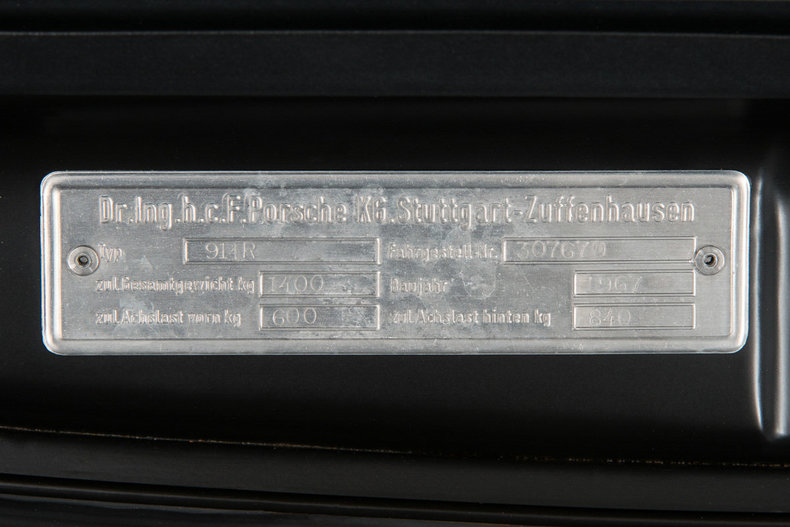 Dr.Ing.h.c.F.Porsche KG.Stuttgart-Zuffenhausen
Typ 911R Fahrgestell-Nr. 307670
zul.Gesamtgewicht kg 1400 Baujahr 1967
zul.Achslast vorn kg 600 zul.Achslast hinten kg 840